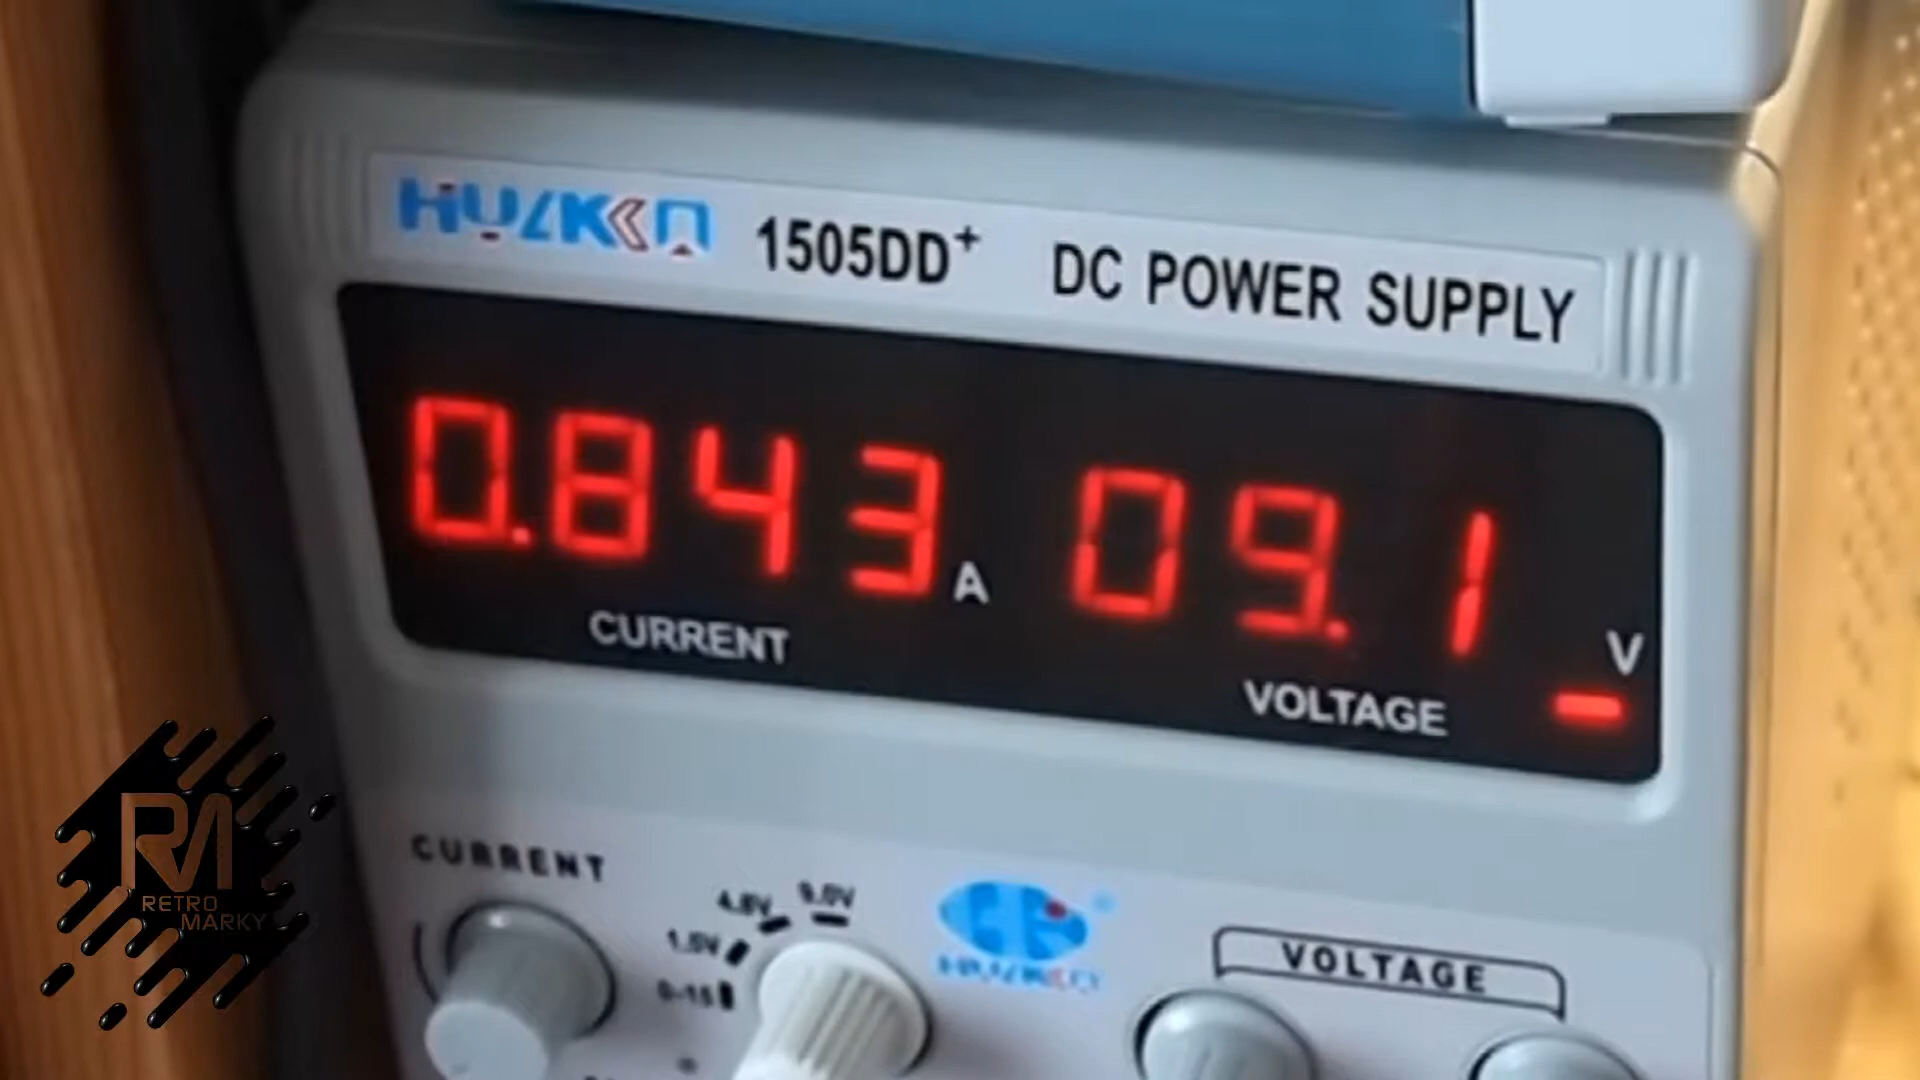 1505DD+ DC POWER SUPPLY
0.843 A 09.1 V
CURRENT VOLTAGE
CURRENT
4.8V 9.0V
1.5V
0-15
VOLTAGE
RM
RETRO
MARKY